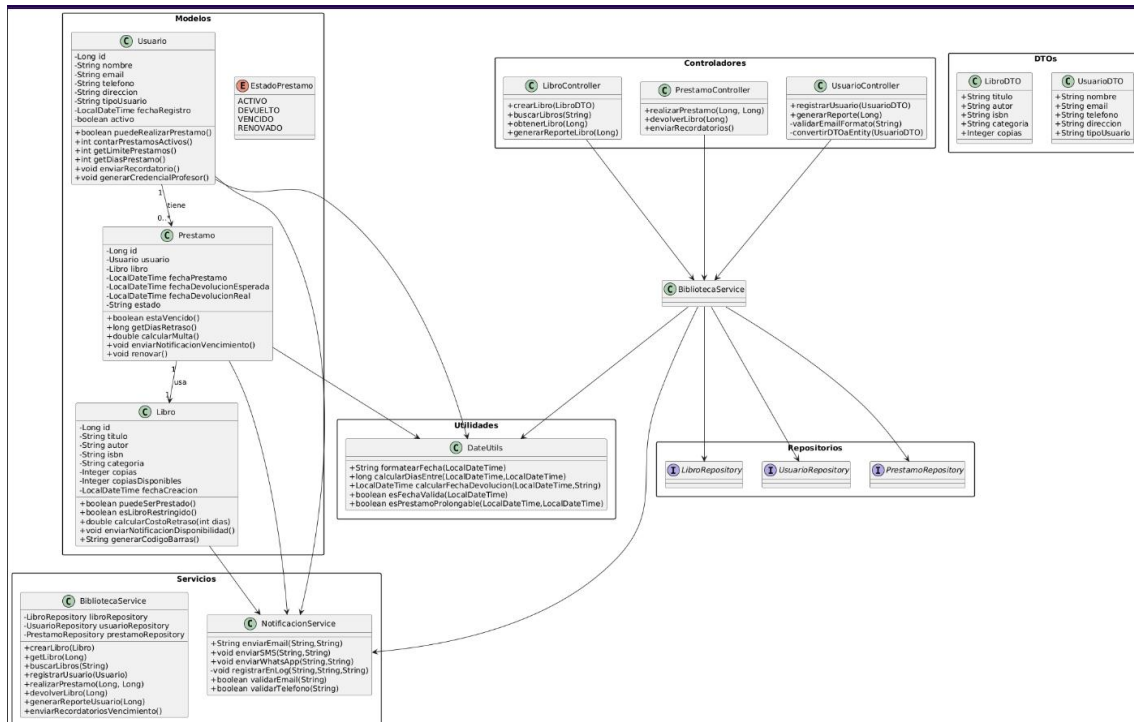 Modelos
C Usuario
-Long id
-String nombre
-String email
-String telefono
-String direccion
-String tipoUsuario
-LocalDateTime fechaRegistro
-boolean activo
+boolean puedeRealizarPrestamo()
+int contarPrestamosActivos()
+int getLimitePrestamos()
+int getDiasPrestamo()
+void enviarRecordatorio()
+void generarCredencialProfesor()
E EstadoPrestamo
ACTIVO
DEVUELTO
VENCIDO
RENOVADO
1
tiene
0..*
C Prestamo
-Long id
-Usuario usuario
-Libro libro
-LocalDateTime fechaPrestamo
-LocalDateTime fechaDevolucionEsperada
-LocalDateTime fechaDevolucionReal
-String estado
+boolean estaVencido()
+long getDiasRetraso()
+double calcularMulta()
+void enviarNotificacionVencimiento()
+void renovar()
1
usa
1
C Libro
-Long id
-String titulo
-String autor
-String isbn
-String categoria
-Integer copias
-Integer copiasDisponibles
-LocalDateTime fechaCreacion
+boolean puedeSerPrestado()
+boolean esLibroRestringido()
+double calcularCostoRetraso(int dias)
+void enviarNotificacionDisponibilidad()
+String generarCodigoBarras()
Controladores
C LibroController
+crearLibro(LibroDTO)
+buscarLibros(String)
+obtenerLibro(Long)
+generarReporteLibro(Long)
C PrestamoController
+realizarPrestamo(Long, Long)
+devolverLibro(Long)
+enviarRecordatorios()
C UsuarioController
+registrarUsuario(UsuarioDTO)
+generarReporte(Long)
-validarEmailFormato(String)
-convertirDTOaEntity(UsuarioDTO)
DTOs
C LibroDTO
+String titulo
+String autor
+String isbn
+String categoria
+Integer copias
C UsuarioDTO
+String nombre
+String email
+String telefono
+String direccion
+String tipoUsuario
C BibliotecaService
Utilidades
C DateUtils
+String formatearFecha(LocalDateTime)
+long calcularDiasEntre(LocalDateTime,LocalDateTime)
+LocalDateTime calcularFechaDevolucion(LocalDateTime,String)
+boolean esFechaValida(LocalDateTime)
+boolean esPrestamoProlongable(LocalDateTime,LocalDateTime)
Repositorios
I LibroRepository
I UsuarioRepository
I PrestamoRepository
Servicios
C BibliotecaService
-LibroRepository libroRepository
-UsuarioRepository usuarioRepository
-PrestamoRepository prestamoRepository
+crearLibro(Libro)
+getLibro(Long)
+buscarLibros(String)
+registrarUsuario(Usuario)
+realizarPrestamo(Long, Long)
+devolverLibro(Long)
+generarReporteUsuario(Long)
+enviarRecordatoriosVencimiento()
C NotificacionService
+String enviarEmail(String,String)
+void enviarSMS(String,String)
+void enviarWhatsApp(String,String)
-void registrarEnLog(String,String,String)
+boolean validarEmail(String)
+boolean validarTelefono(String)